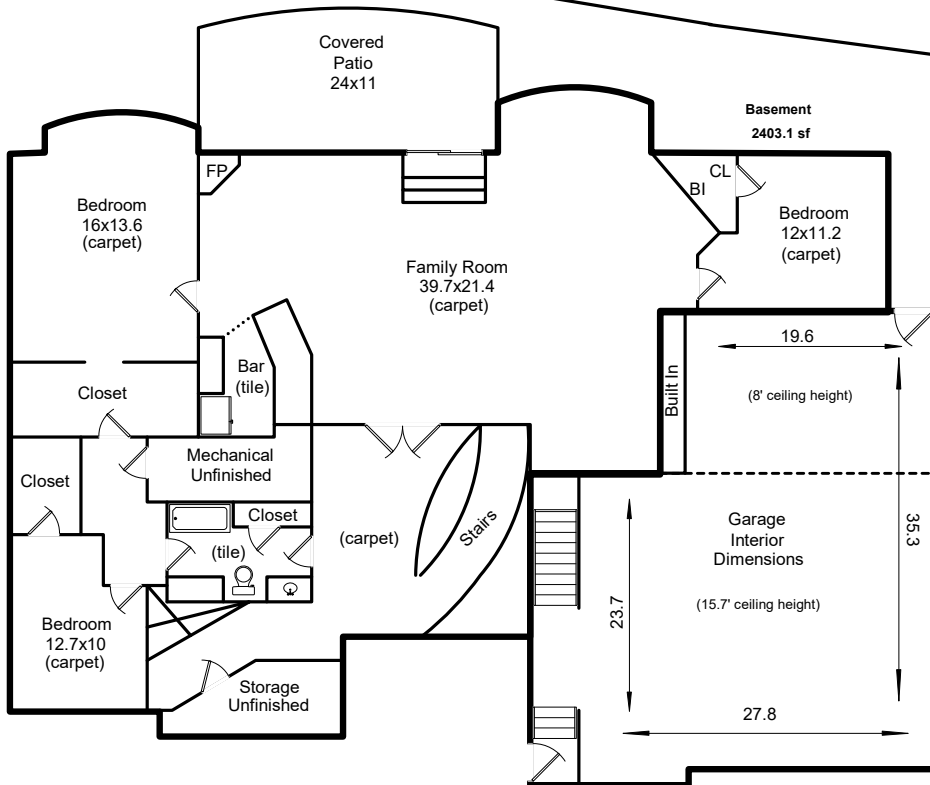 Covered
Patio
24x11
Basement
2403.1 sf
FP
CL
BI
Bedroom
16x13.6
(carpet)
Bedroom
12x11.2
(carpet)
Family Room
39.7x21.4
(carpet)
19.6
Bar
(tile)
Built In
(8' ceiling height)
Closet
Mechanical
Unfinished
Closet
Closet
Stairs
(carpet)
(tile)
Garage
Interior
Dimensions
35.3
(15.7' ceiling height)
23.7
Bedroom
12.7x10
(carpet)
Storage
Unfinished
27.8